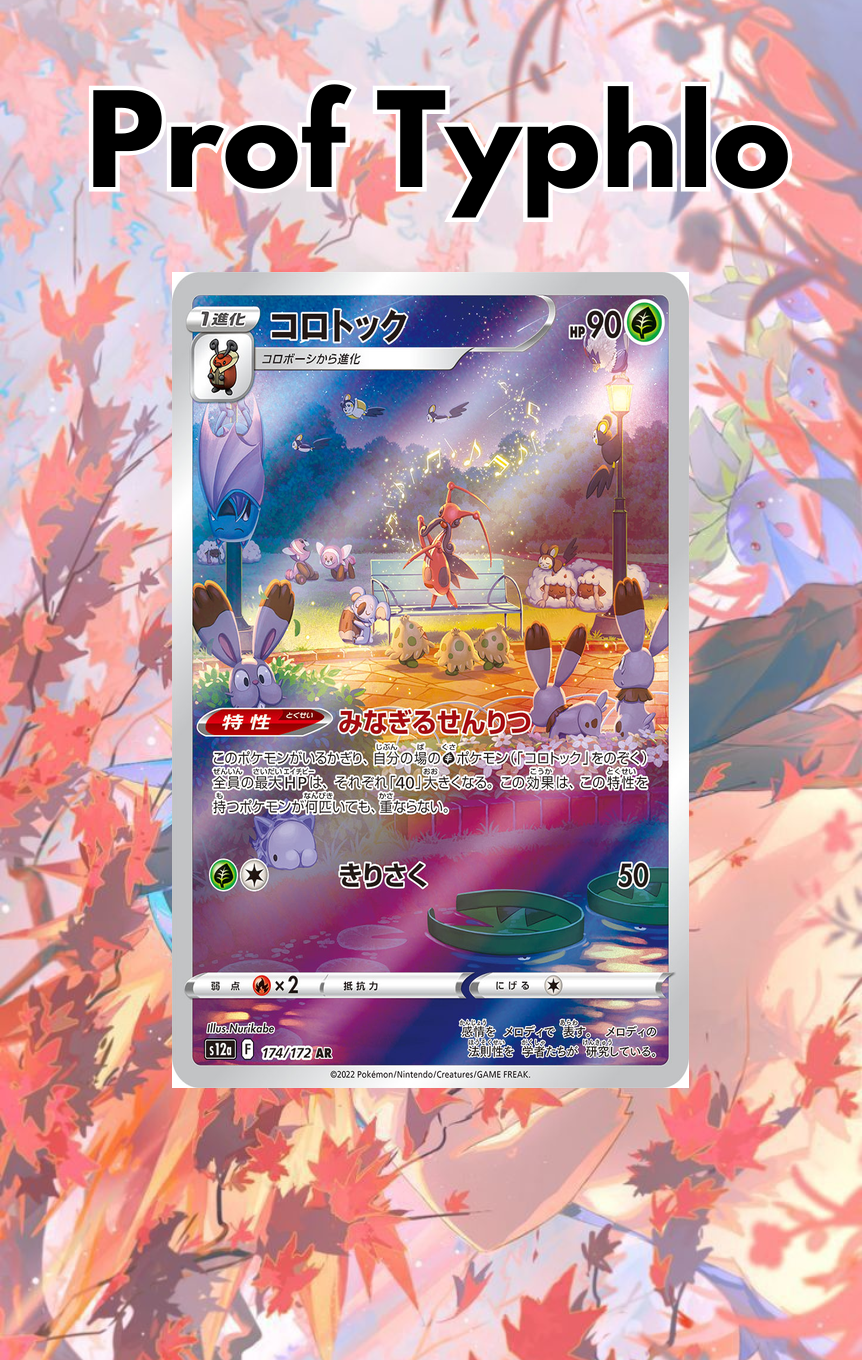 Prof Typhlo
1進化
コロトック
HP 90
コロボーシから進化
特性 とくせい
みなぎるせんりつ
このポケモンがいるかぎり、自分の場のポケモン(「コロトック」をのぞく)
全員の最大HPは、それぞれ「40」大きくなる。この効果は、この特性を
持つポケモンが何匹いても、重ならない。
きりさく 50
弱点 ×2 抵抗力 にげる
Illus.Nurikabe
感情を メロディで 表す。 メロディの
法則性を 学者たちが 研究している。
s12a F 174/172 AR
©2022 Pokémon/Nintendo/Creatures/GAME FREAK.